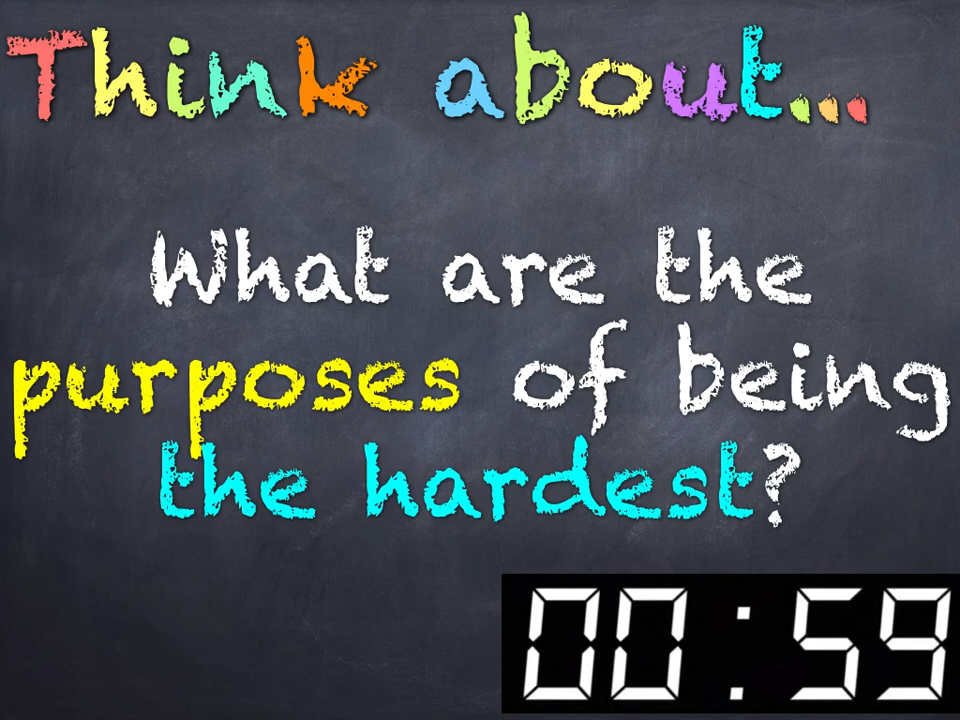 Think about...
What are the
purposes of being
the hardest?
00:59